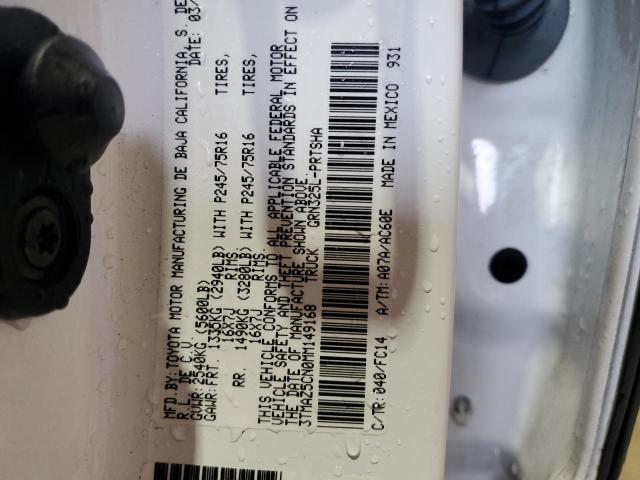 MFD.BY:TOYOTA MOTOR MANUFACTURING DE BAJA CALIFORNIA, S. DE
R. L. DE C.V. DATE: 03/
GVWR: 2540KG (5600LB)
GAWR:FRT. 1335KG (2940LB) WITH P245/75R16 TIRES,
16X7J RIMS
RR. 1490KG (3280LB) WITH P245/75R16 TIRES,
16X7J RIMS.
THIS VEHICLE CONFORMS TO ALL APPLICABLE FEDERAL MOTOR
VEHICLE SAFETY AND THEFT PREVENTION STANDARDS IN EFFECT ON
THE DATE OF MANUFACTURE SHOWN ABOVE.
3TMAZ5CN0MM149168 TRUCK GRN325L-PRTSHA
C/TR: 040/FC14 A/TM: A07A/AC60E MADE IN MEXICO 931